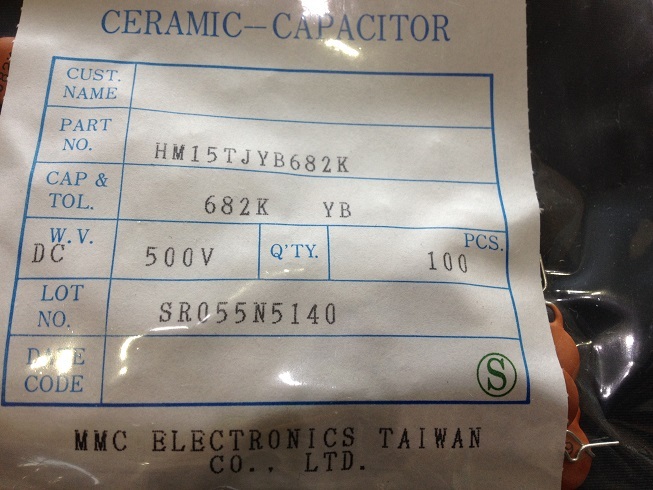 CERAMIC-CAPACITOR
CUST.
NAME
PART
NO.
HM15TJYB682K
CAP &
TOL.
682K YB
W.V.
DC
500V
Q'TY.
100
PCS.
LOT
NO.
SR055N5140
DATE
CODE
S
MMC ELECTRONICS TAIWAN
CO., LTD.